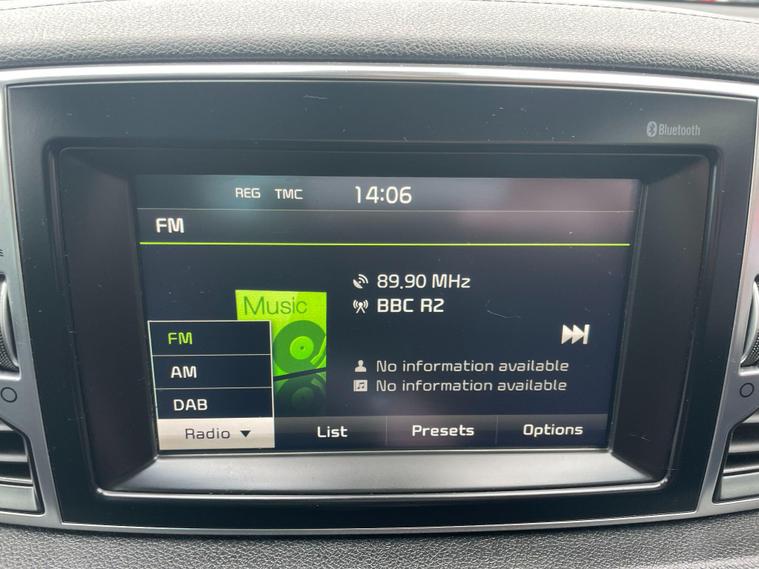 Bluetooth
REG TMC 14:06
FM
89.90 MHz
BBC R2
Music
FM
AM
DAB
No information available
No information available
Radio List Presets Options